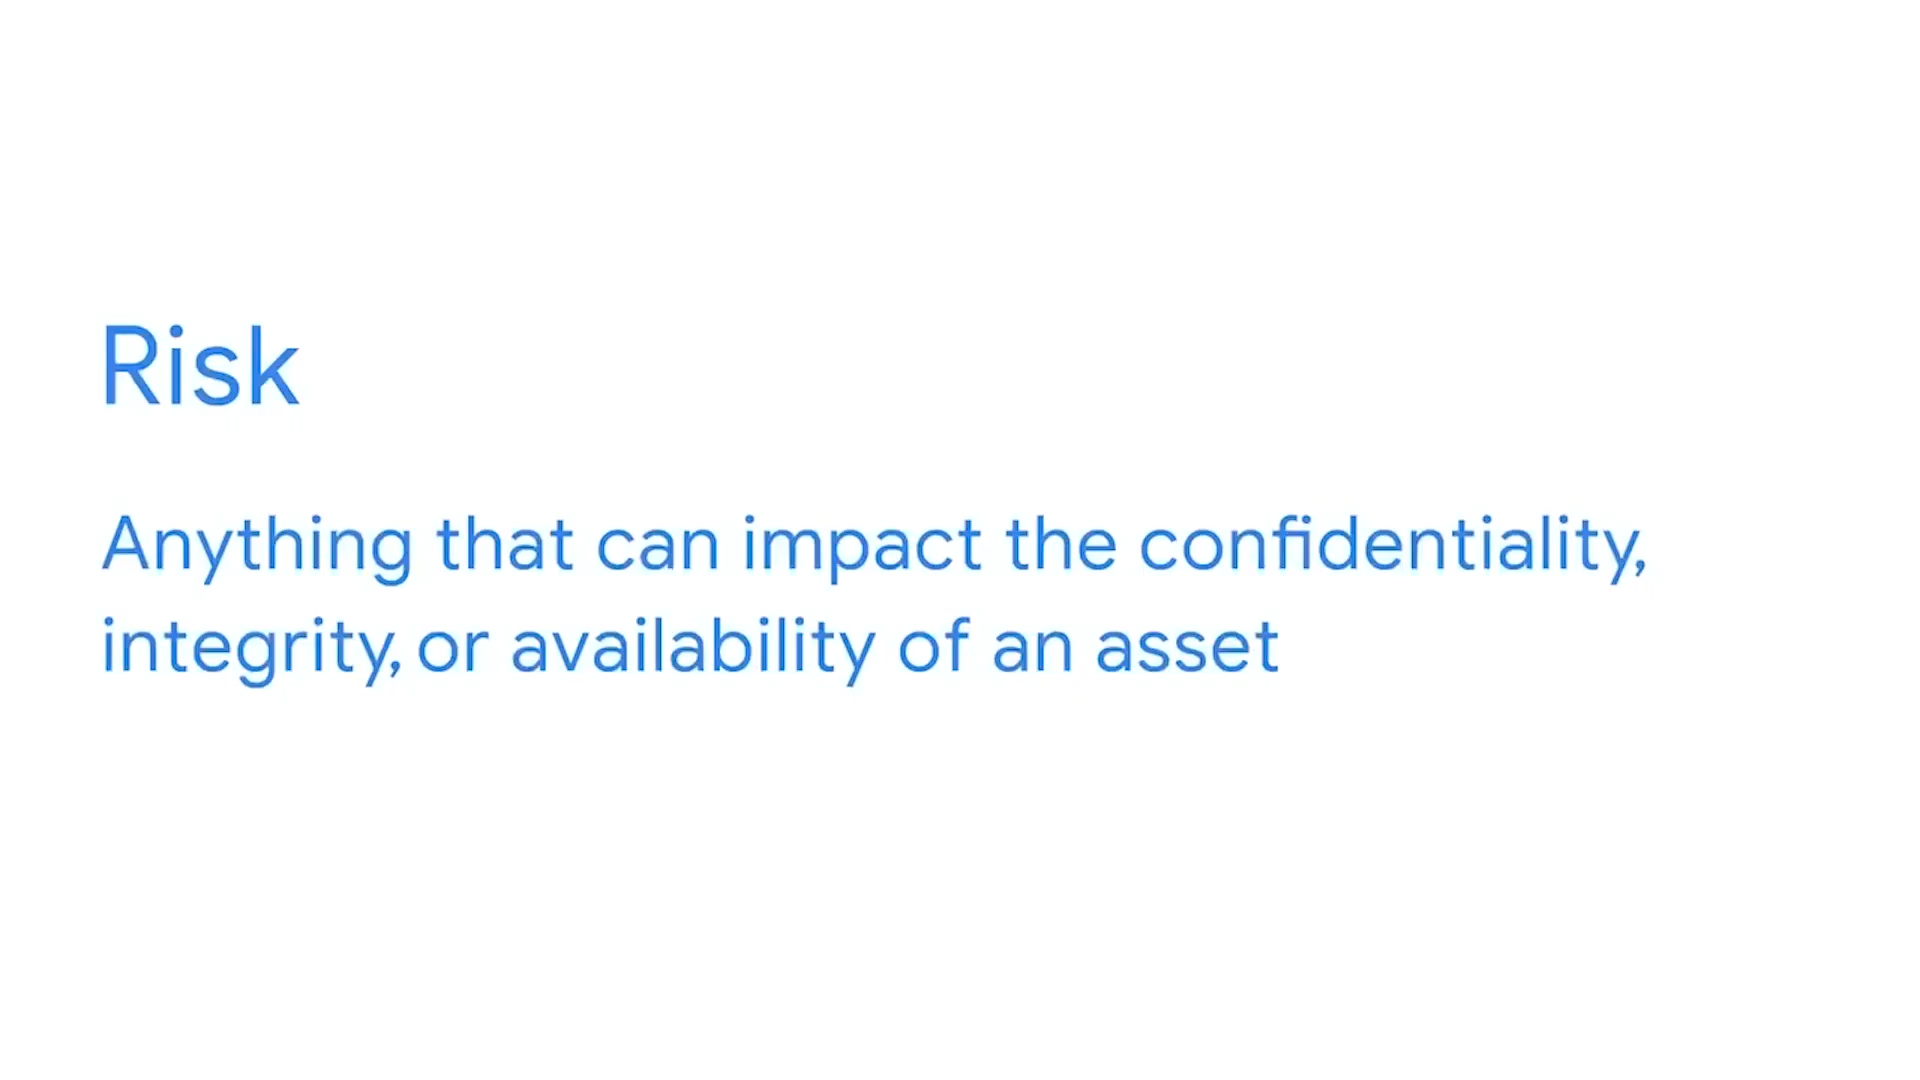 Risk
Anything that can impact the confidentiality,
integrity, or availability of an asset